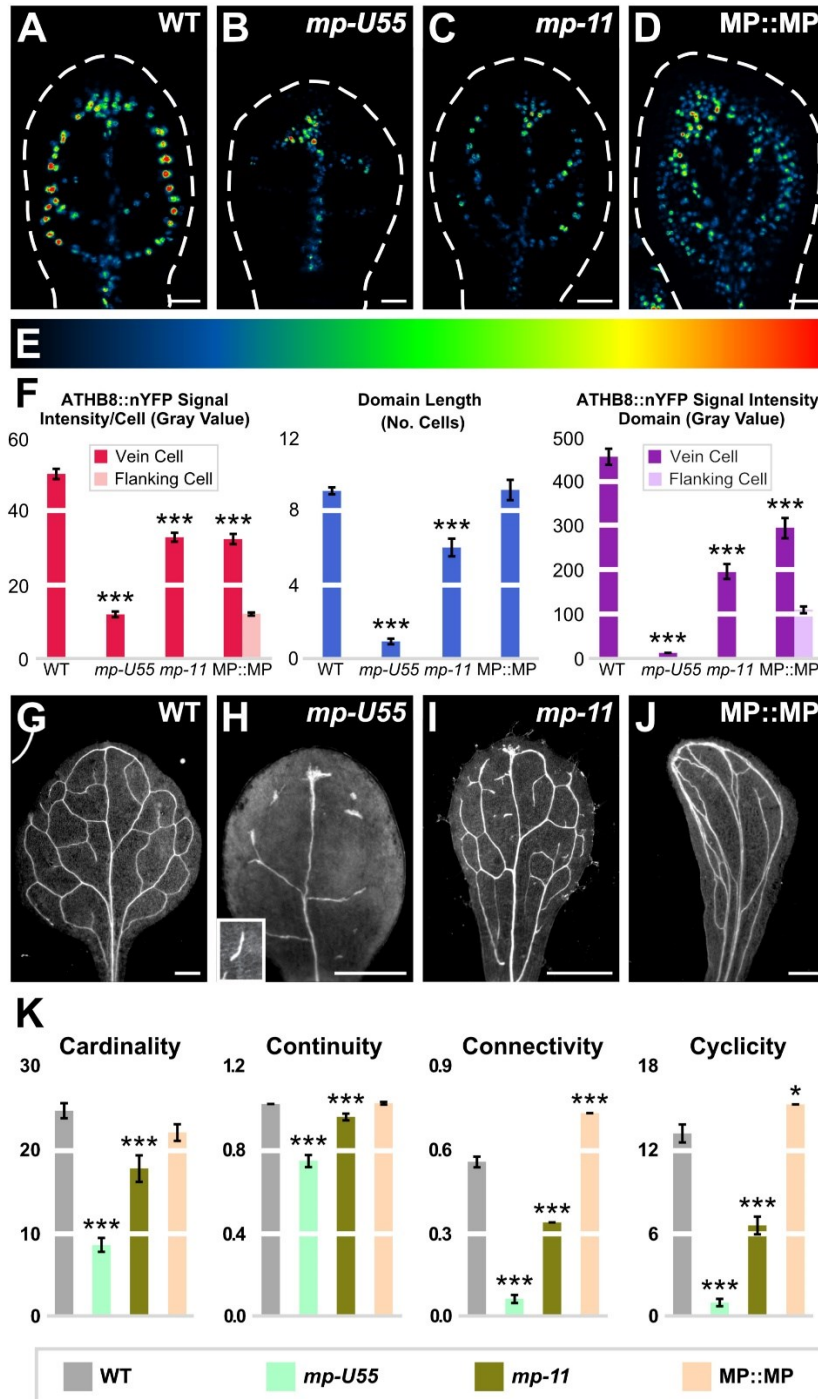 A WT
B mp-U55
C mp-11
D MP::MP
E
F
ATHB8::nYFP Signal
Intensity/Cell (Gray Value)
60
40
20
0
Vein Cell
Flanking Cell
***
***
***
WT mp-U55 mp-11 MP::MP
Domain Length
(No. Cells)
12
8
4
0
***
***
WT mp-U55 mp-11 MP::MP
ATHB8::nYFP Signal Intensity
Domain (Gray Value)
500
400
300
200
100
0
Vein Cell
Flanking Cell
***
***
***
WT mp-U55 mp-11 MP::MP
G WT
H mp-U55
I mp-11
J MP::MP
K
Cardinality
30
20
10
0
***
***
Continuity
1.2
0.8
0.4
0.0
***
***
Connectivity
0.9
0.6
0.3
0.0
***
***
***
Cyclicity
18
12
6
0
***
***
*
WT mp-U55 mp-11 MP::MP